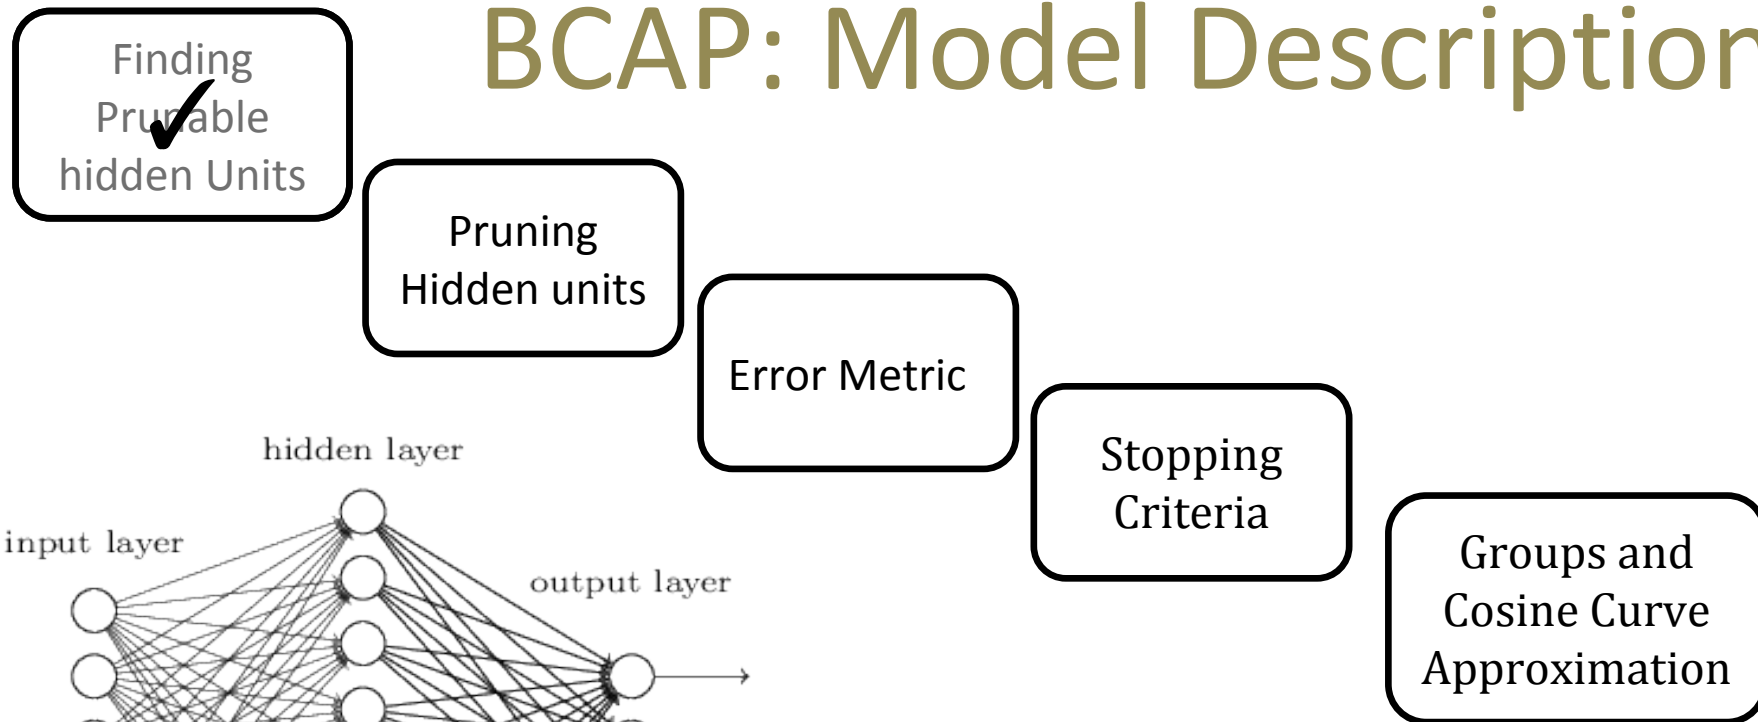 BCAP: Model Description
Finding
Prunable
hidden Units
Pruning
Hidden units
Error Metric
Stopping
Criteria
Groups and
Cosine Curve
Approximation
hidden layer
input layer
output layer